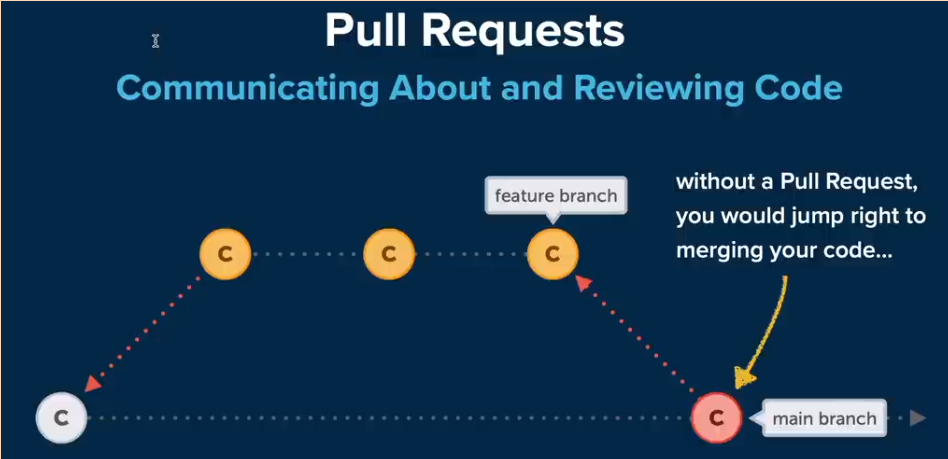 Pull Requests
Communicating About and Reviewing Code
without a Pull Request,
you would jump right to
merging your code...
feature branch
C C C
C
C
main branch